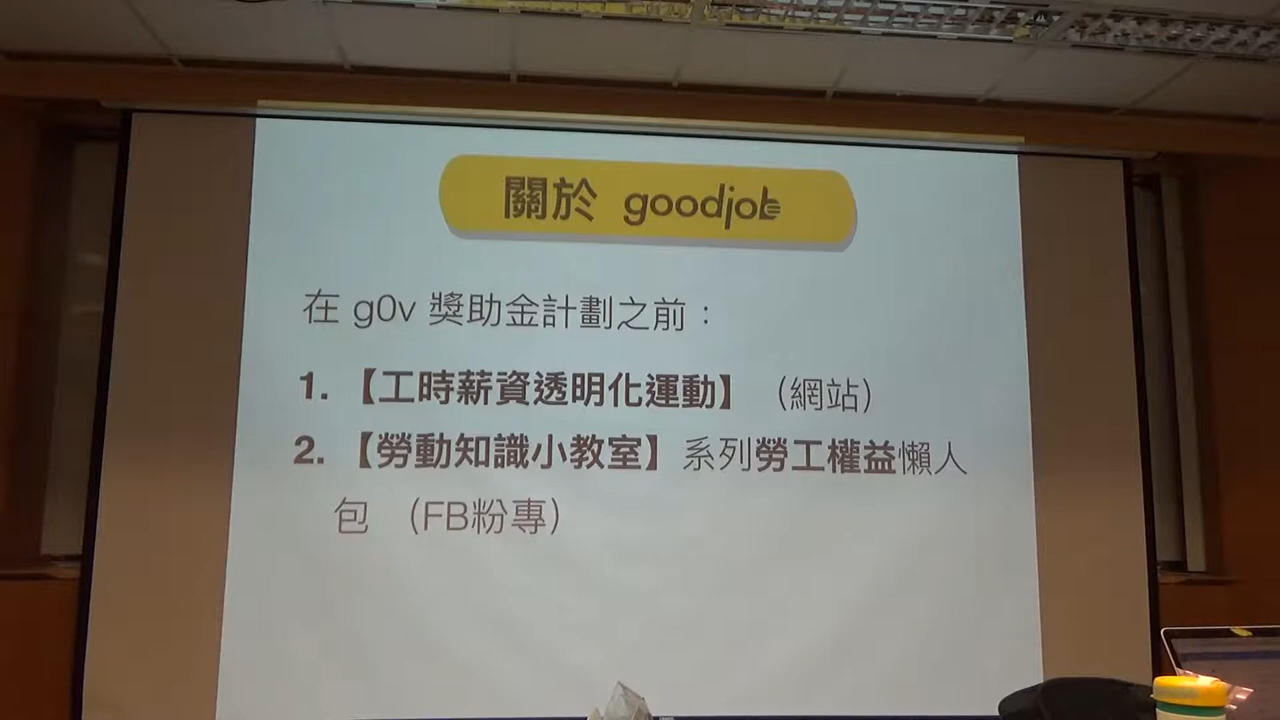 關於 goodjob
在 g0v 獎助金計劃之前：
1. 【工時薪資透明化運動】 （網站）
2. 【勞動知識小教室】系列勞工權益懶人
包 （FB粉專）